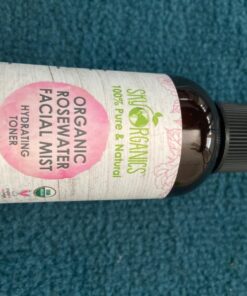 SKY ORGANICS
100% Pure & Natural
ORGANIC
ROSEWATER
FACIAL MIST
HYDRATING
TONER